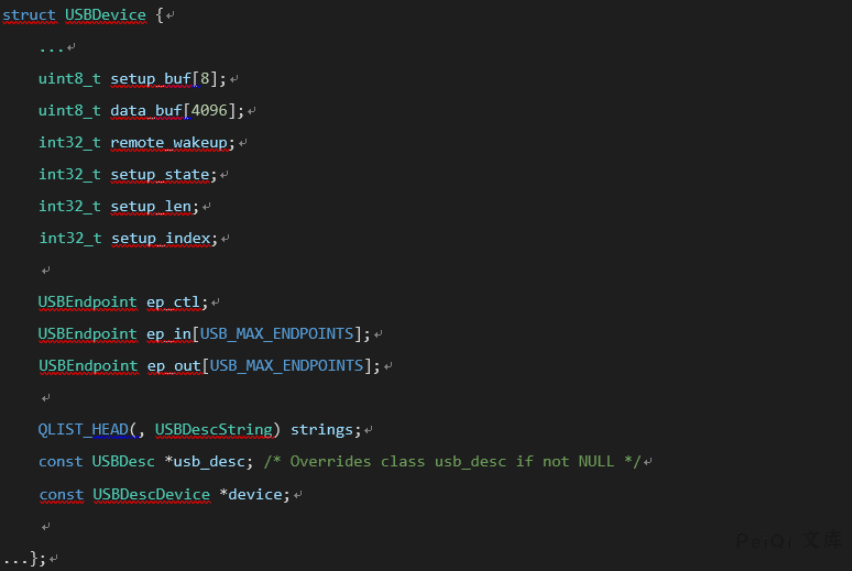 struct USBDevice {↵
...↵
uint8_t setup_buf[8];↵
uint8_t data_buf[4096];↵
int32_t remote_wakeup;↵
int32_t setup_state;↵
int32_t setup_len;↵
int32_t setup_index;↵
↵
USBEndpoint ep_ctl;↵
USBEndpoint ep_in[USB_MAX_ENDPOINTS];↵
USBEndpoint ep_out[USB_MAX_ENDPOINTS];↵
↵
QLIST_HEAD(, USBDescString) strings;↵
const USBDesc *usb_desc; /* Overrides class usb_desc if not NULL */↵
const USBDescDevice *device;↵
↵
PeiQi 文库
...};↵